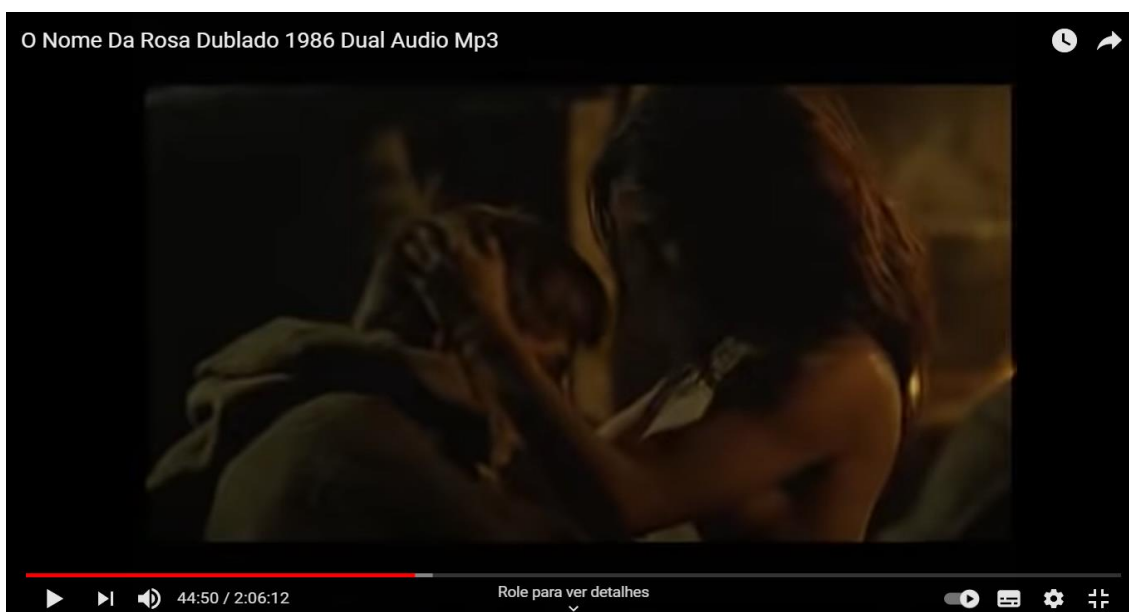 O Nome Da Rosa Dublado 1986 Dual Audio Mp3
44:50 / 2:06:12
Role para ver detalhes